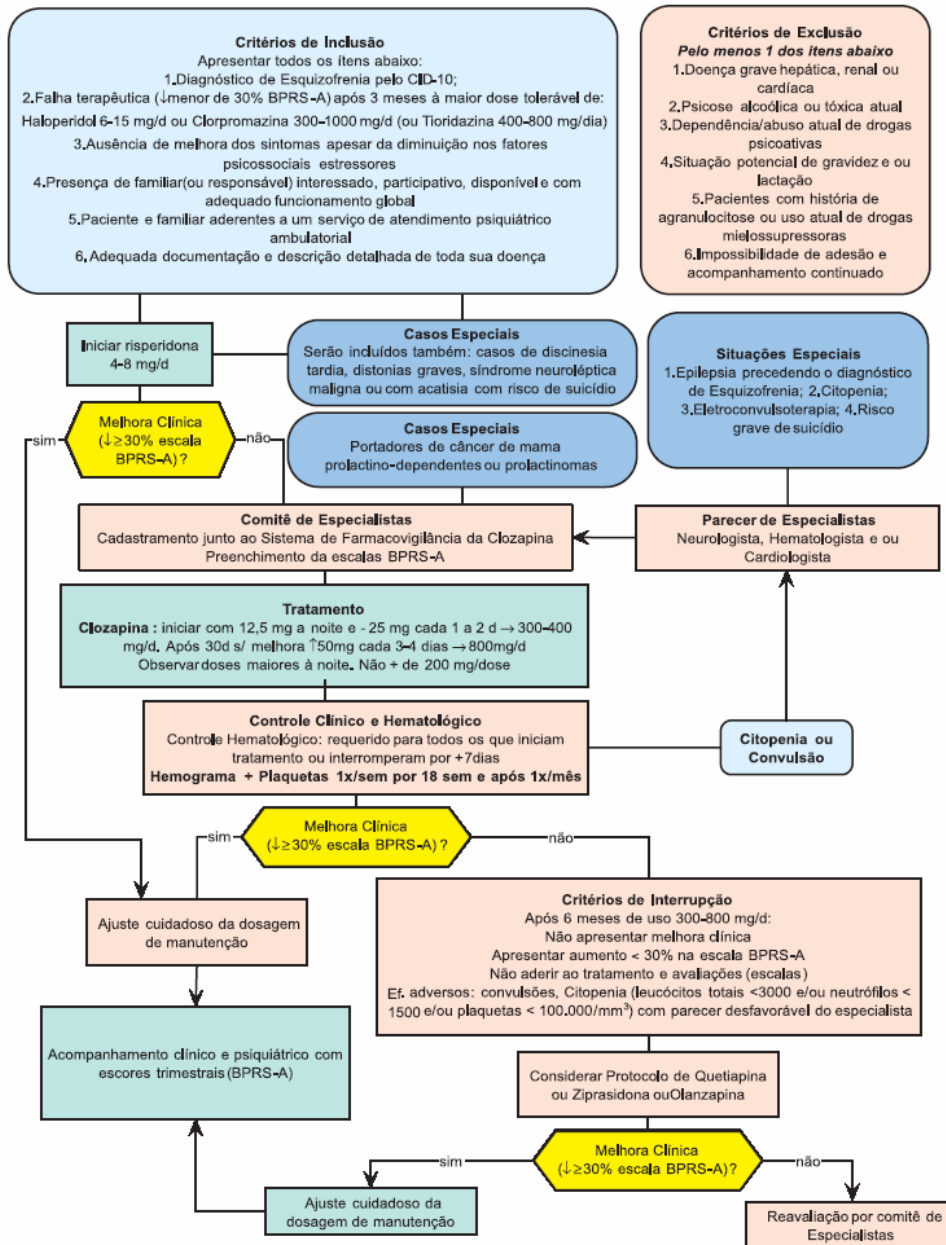 Critérios de Inclusão
Apresentar todos os ítens abaixo:
1.Diagnóstico de Esquizofrenia pelo CID-10;
2.Falha terapêutica (↓menor de 30% BPRS-A) após 3 meses à maior dose tolerável de:
Haloperidol 6-15 mg/d ou Clorpromazina 300-1000 mg/d (ou Tioridazina 400-800 mg/dia)
3.Ausência de melhora dos sintomas apesar da diminuição nos fatores
psicossociais estressores
4.Presença de familiar(ou responsável) interessado, participativo, disponível e com
adequado funcionamento global
5.Paciente e familiar aderentes a um serviço de atendimento psiquiátrico
ambulatorial
6. Adequada documentação e descrição detalhada de toda sua doença
Critérios de Exclusão
Pelo menos 1 dos itens abaixo
1.Doença grave hepática, renal ou
cardíaca
2.Psicose alcoólica ou tóxica atual
3.Dependência/abuso atual de drogas
psicoativas
4.Situação potencial de gravidez e ou
lactação
5.Pacientes com história de
agranulocitose ou uso atual de drogas
mielossupressoras
6.Impossibilidade de adesão e
acompanhamento continuado
Iniciar risperidona
4-8 mg/d
Casos Especiais
Serão incluídos também: casos de discinesia
tardia, distonias graves, síndrome neuroléptica
maligna ou com acatisia com risco de suicídio
Situações Especiais
1.Epilepsia precedendo o diagnóstico
de Esquizofrenia; 2.Citopenia;
3.Eletroconvulsoterapia; 4.Risco
grave de suicídio
Melhora Clínica
(↓≥30% escala
BPRS-A) ?
sim
não
Casos Especiais
Portadores de câncer de mama
prolactino-dependentes ou prolactinomas
Comitê de Especialistas
Cadastramento junto ao Sistema de Farmacovigilância da Clozapina
Preenchimento da escalas BPRS-A
Parecer de Especialistas
Neurologista, Hematologista e ou
Cardiologista
Tratamento
Clozapina : iniciar com 12,5 mg a noite e - 25 mg cada 1 a 2 d → 300-400
mg/d. Após 30d s/ melhora ↑50mg cada 3-4 dias → 800mg/d
Observar doses maiores à noite. Não + de 200 mg/dose
Controle Clínico e Hematológico
Controle Hematológico: requerido para todos os que iniciam
tratamento ou interromperam por +7dias
Hemograma + Plaquetas 1x/sem por 18 sem e após 1x/mês
Citopenia ou
Convulsão
Melhora Clínica
(↓≥30% escala BPRS-A) ?
sim
não
Ajuste cuidadoso da dosagem
de manutenção
Critérios de Interrupção
Após 6 meses de uso 300-800 mg/d:
Não apresentar melhora clínica
Apresentar aumento < 30% na escala BPRS-A
Não aderir ao tratamento e avaliações (escalas)
Ef. adversos: convulsões, Citopenia (leucócitos totais <3000 e/ou neutrófilos <
1500 e/ou plaquetas < 100.000/mm³) com parecer desfavorável do especialista
Acompanhamento clínico e psiquiátrico com
escores trimestrais (BPRS-A)
Considerar Protocolo de Quetiapina
ou Ziprasidona ouOlanzapina
Melhora Clínica
(↓≥30% escala BPRS-A)?
sim
não
Ajuste cuidadoso da
dosagem de manutenção
Reavaliação por comitê de
Especialistas